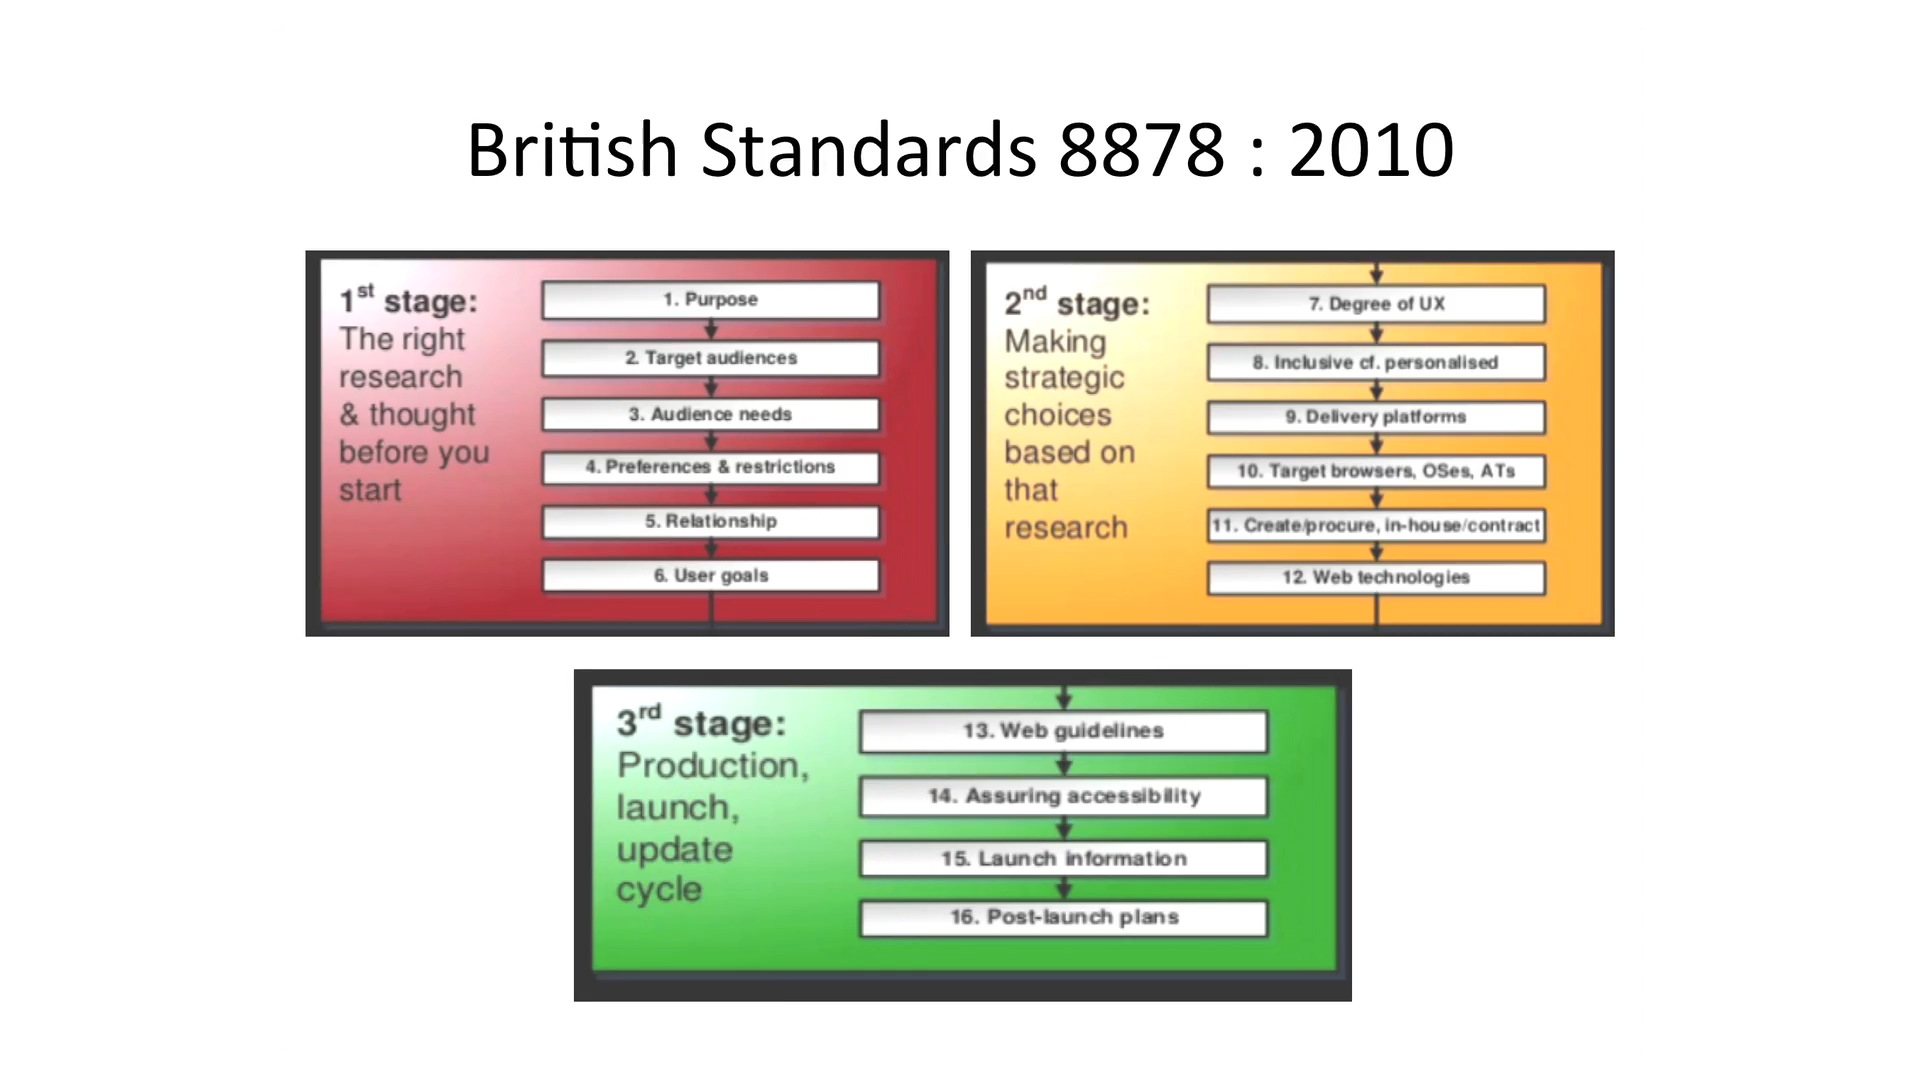 British Standards 8878 : 2010
1st stage:
The right
research
& thought
before you
start
1. Purpose
2. Target audiences
3. Audience needs
4. Preferences & restrictions
5. Relationship
6. User goals
2nd stage:
Making
strategic
choices
based on
that
research
7. Degree of UX
8. Inclusive cf. personalised
9. Delivery platforms
10. Target browsers, OSes, ATs
11. Create/procure, in-house/contract
12. Web technologies
3rd stage:
Production,
launch,
update
cycle
13. Web guidelines
14. Assuring accessibility
15. Launch information
16. Post-launch plans